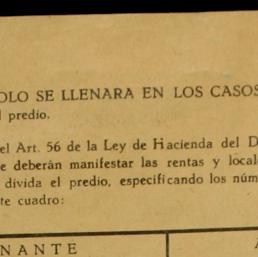 OLO SE LLENARA EN LOS CASOS
l predio.
el Art. 56 de la Ley de Hacienda del D
e deberán manifestar las rentas y locale
divida el predio, especificando los núm
te cuadro:
NANTE